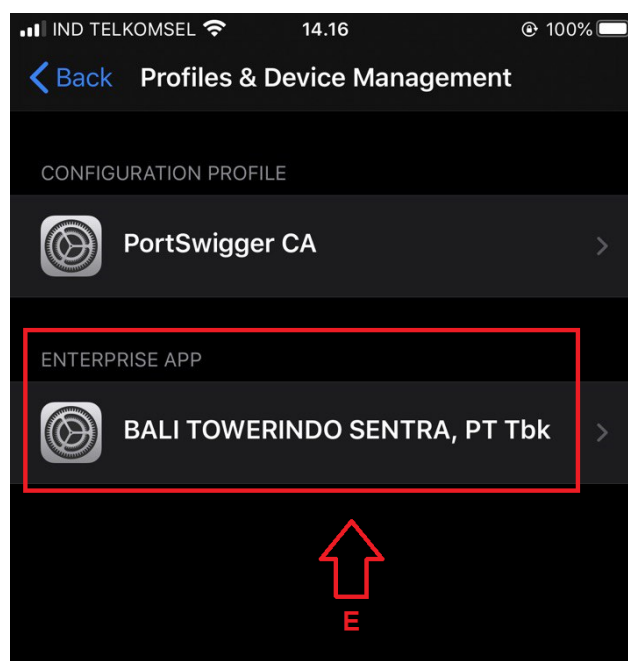 IND TELKOMSEL 14.16 100%
Back Profiles & Device Management
CONFIGURATION PROFILE
PortSwigger CA
ENTERPRISE APP
BALI TOWERINDO SENTRA, PT Tbk
E